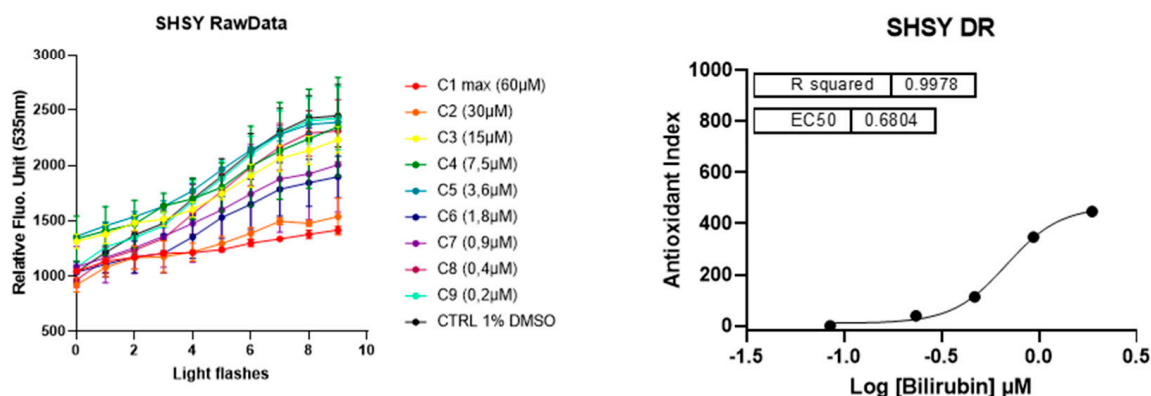 SHSY RawData
3000
2500
2000
1500
1000
500
Relative Fluo. Unit (535nm)
0 2 4 6 8 10
Light flashes
C1 max (60µM)
C2 (30µM)
C3 (15µM)
C4 (7,5µM)
C5 (3,6µM)
C6 (1,8µM)
C7 (0,9µM)
C8 (0,4µM)
C9 (0,2µM)
CTRL 1% DMSO
SHSY DR
1000
800
600
400
200
0
Antioxidant Index
R squared 0.9978
EC50 0.6804
-1.5 -1.0 -0.5 0.0 0.5
Log [Bilirubin] µM